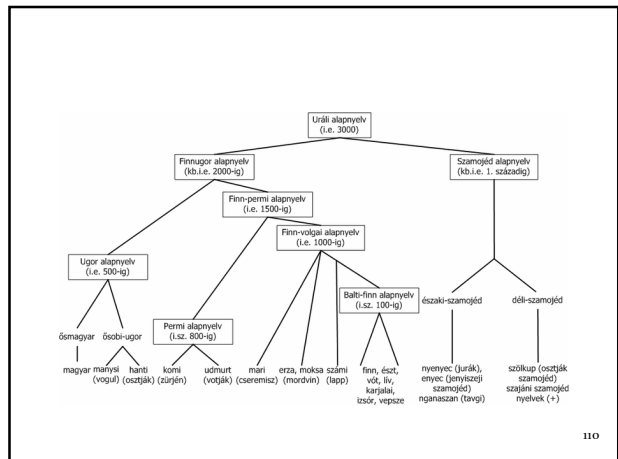 Uráli alapnyelv
(i.e. 3000)
Finnugor alapnyelv
(kb.i.e. 2000-ig)
Szamojéd alapnyelv
(kb.i.e. 1. századig)
Finn-permi alapnyelv
(i.e. 1500-ig)
Finn-volgai alapnyelv
(i.e. 1000-ig)
Ugor alapnyelv
(i.e. 500-ig)
Balti-finn alapnyelv
(i.sz. 100-ig)
északi-szamojéd
déli-szamojéd
ősmagyar
ősobi-ugor
Permi alapnyelv
(i.sz. 800-ig)
magyar
manysi
(vogul)
hanti
(osztják)
komi
(zürjén)
udmurt
(votják)
mari
(cseremisz)
erza, moksa
(mordvin)
számi
(lapp)
finn, észt,
vót, lív,
karjalai,
izsór, vepsze
nyenyec (jurák),
enyec (jenyiszeji
szamojéd)
nganaszan (tavgi)
szölkup (osztják
szamojéd)
szajáni szamojéd
nyelvek (+)
110